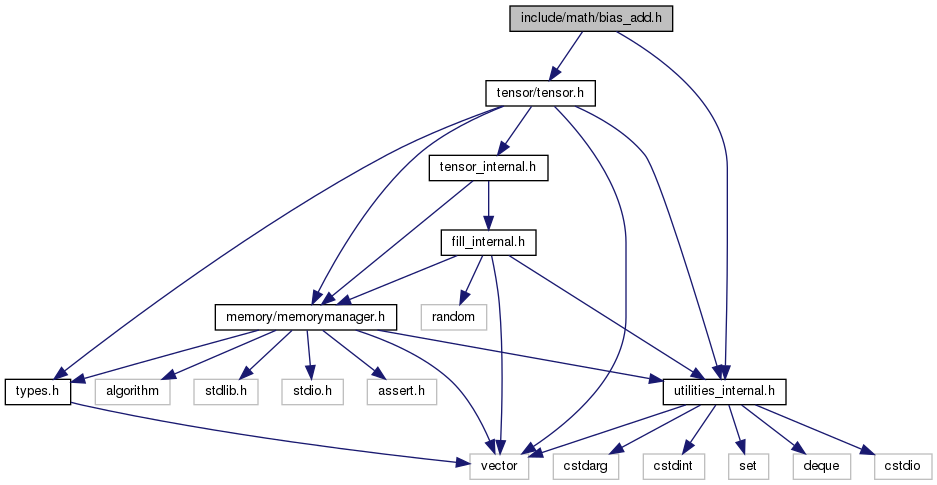 include/math/bias_add.h
tensor/tensor.h
tensor_internal.h
fill_internal.h
memory/memorymanager.h
random
types.h
algorithm
stdlib.h
stdio.h
assert.h
utilities_internal.h
vector
cstdarg
cstdint
set
deque
cstdio